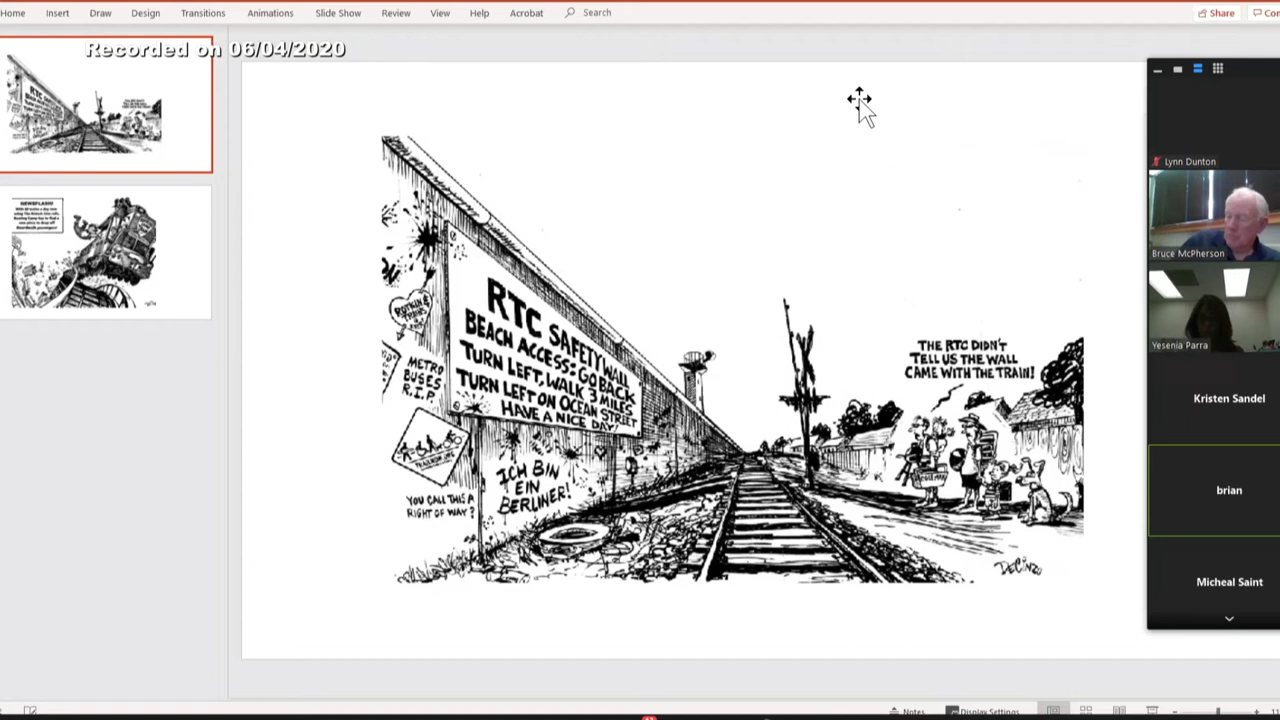 Home Insert Draw Design Transitions Animations Slide Show Review View Help Acrobat Search Share
Recorded on 06/04/2020
RTC SAFETY WALL
BEACH ACCESS: GO BACK
TURN LEFT, WALK 3 MILES
TURN LEFT ON OCEAN STREET
HAVE A NICE DAY!
METRO
BUSES
R.I.P.
ICH BIN
EIN
BERLINER!
YOU CALL THIS A
RIGHT OF WAY?
THE RTC DIDN'T
TELL US THE WALL
CAME WITH THE TRAIN!
DeCinzo
NEWSFLASH!
Lynn Dunton
Bruce McPherson
Yesenia Parra
Kristen Sandel
brian
Micheal Saint
Notes Display Settings